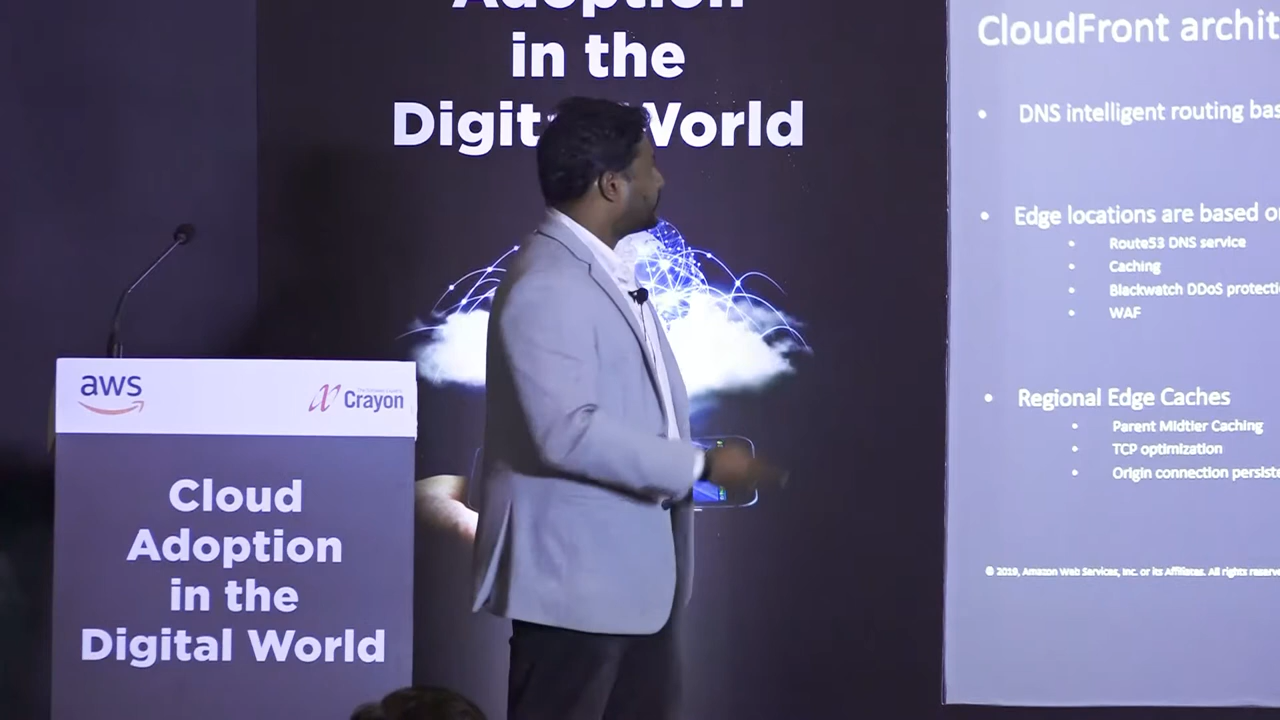 Adoption
in the
Digit World
aws
Crayon
Cloud
Adoption
in the
Digital World
CloudFront archit
• DNS intelligent routing bas
• Edge locations are based o
• Route53 DNS service
• Caching
• Blackwatch DDoS protecti
• WAF
• Regional Edge Caches
• Parent Midtier Caching
• TCP optimization
• Origin connection persiste
© 2019, Amazon Web Services, Inc. or its Affiliates. All rights reserve